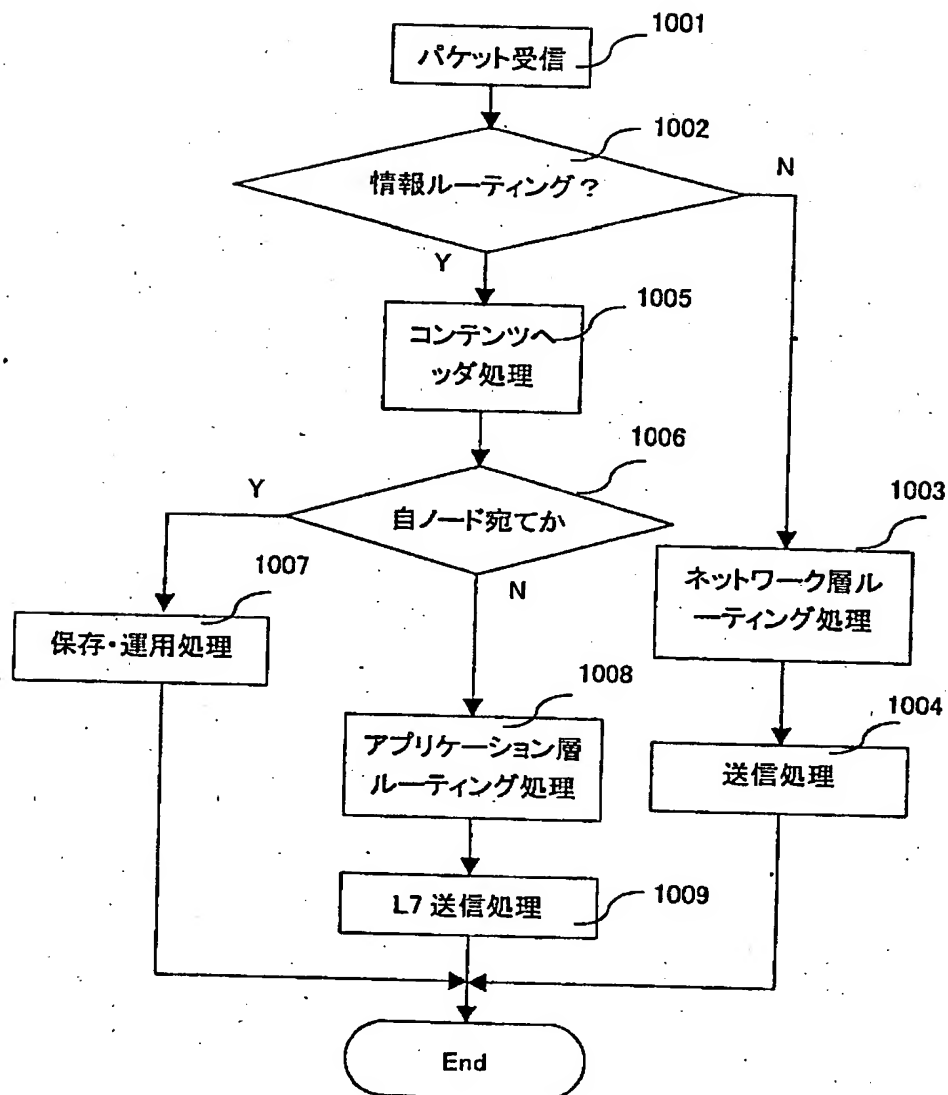 1001
パケット受信
1002
情報ルーティング？
N
Y
1005
コンテンツヘ
ッダ処理
1006
Y
自ノード宛てか
N
1003
ネットワーク層ル
ーティング処理
1007
保存・運用処理
1008
アプリケーション層
ルーティング処理
1004
送信処理
L7 送信処理
1009
End